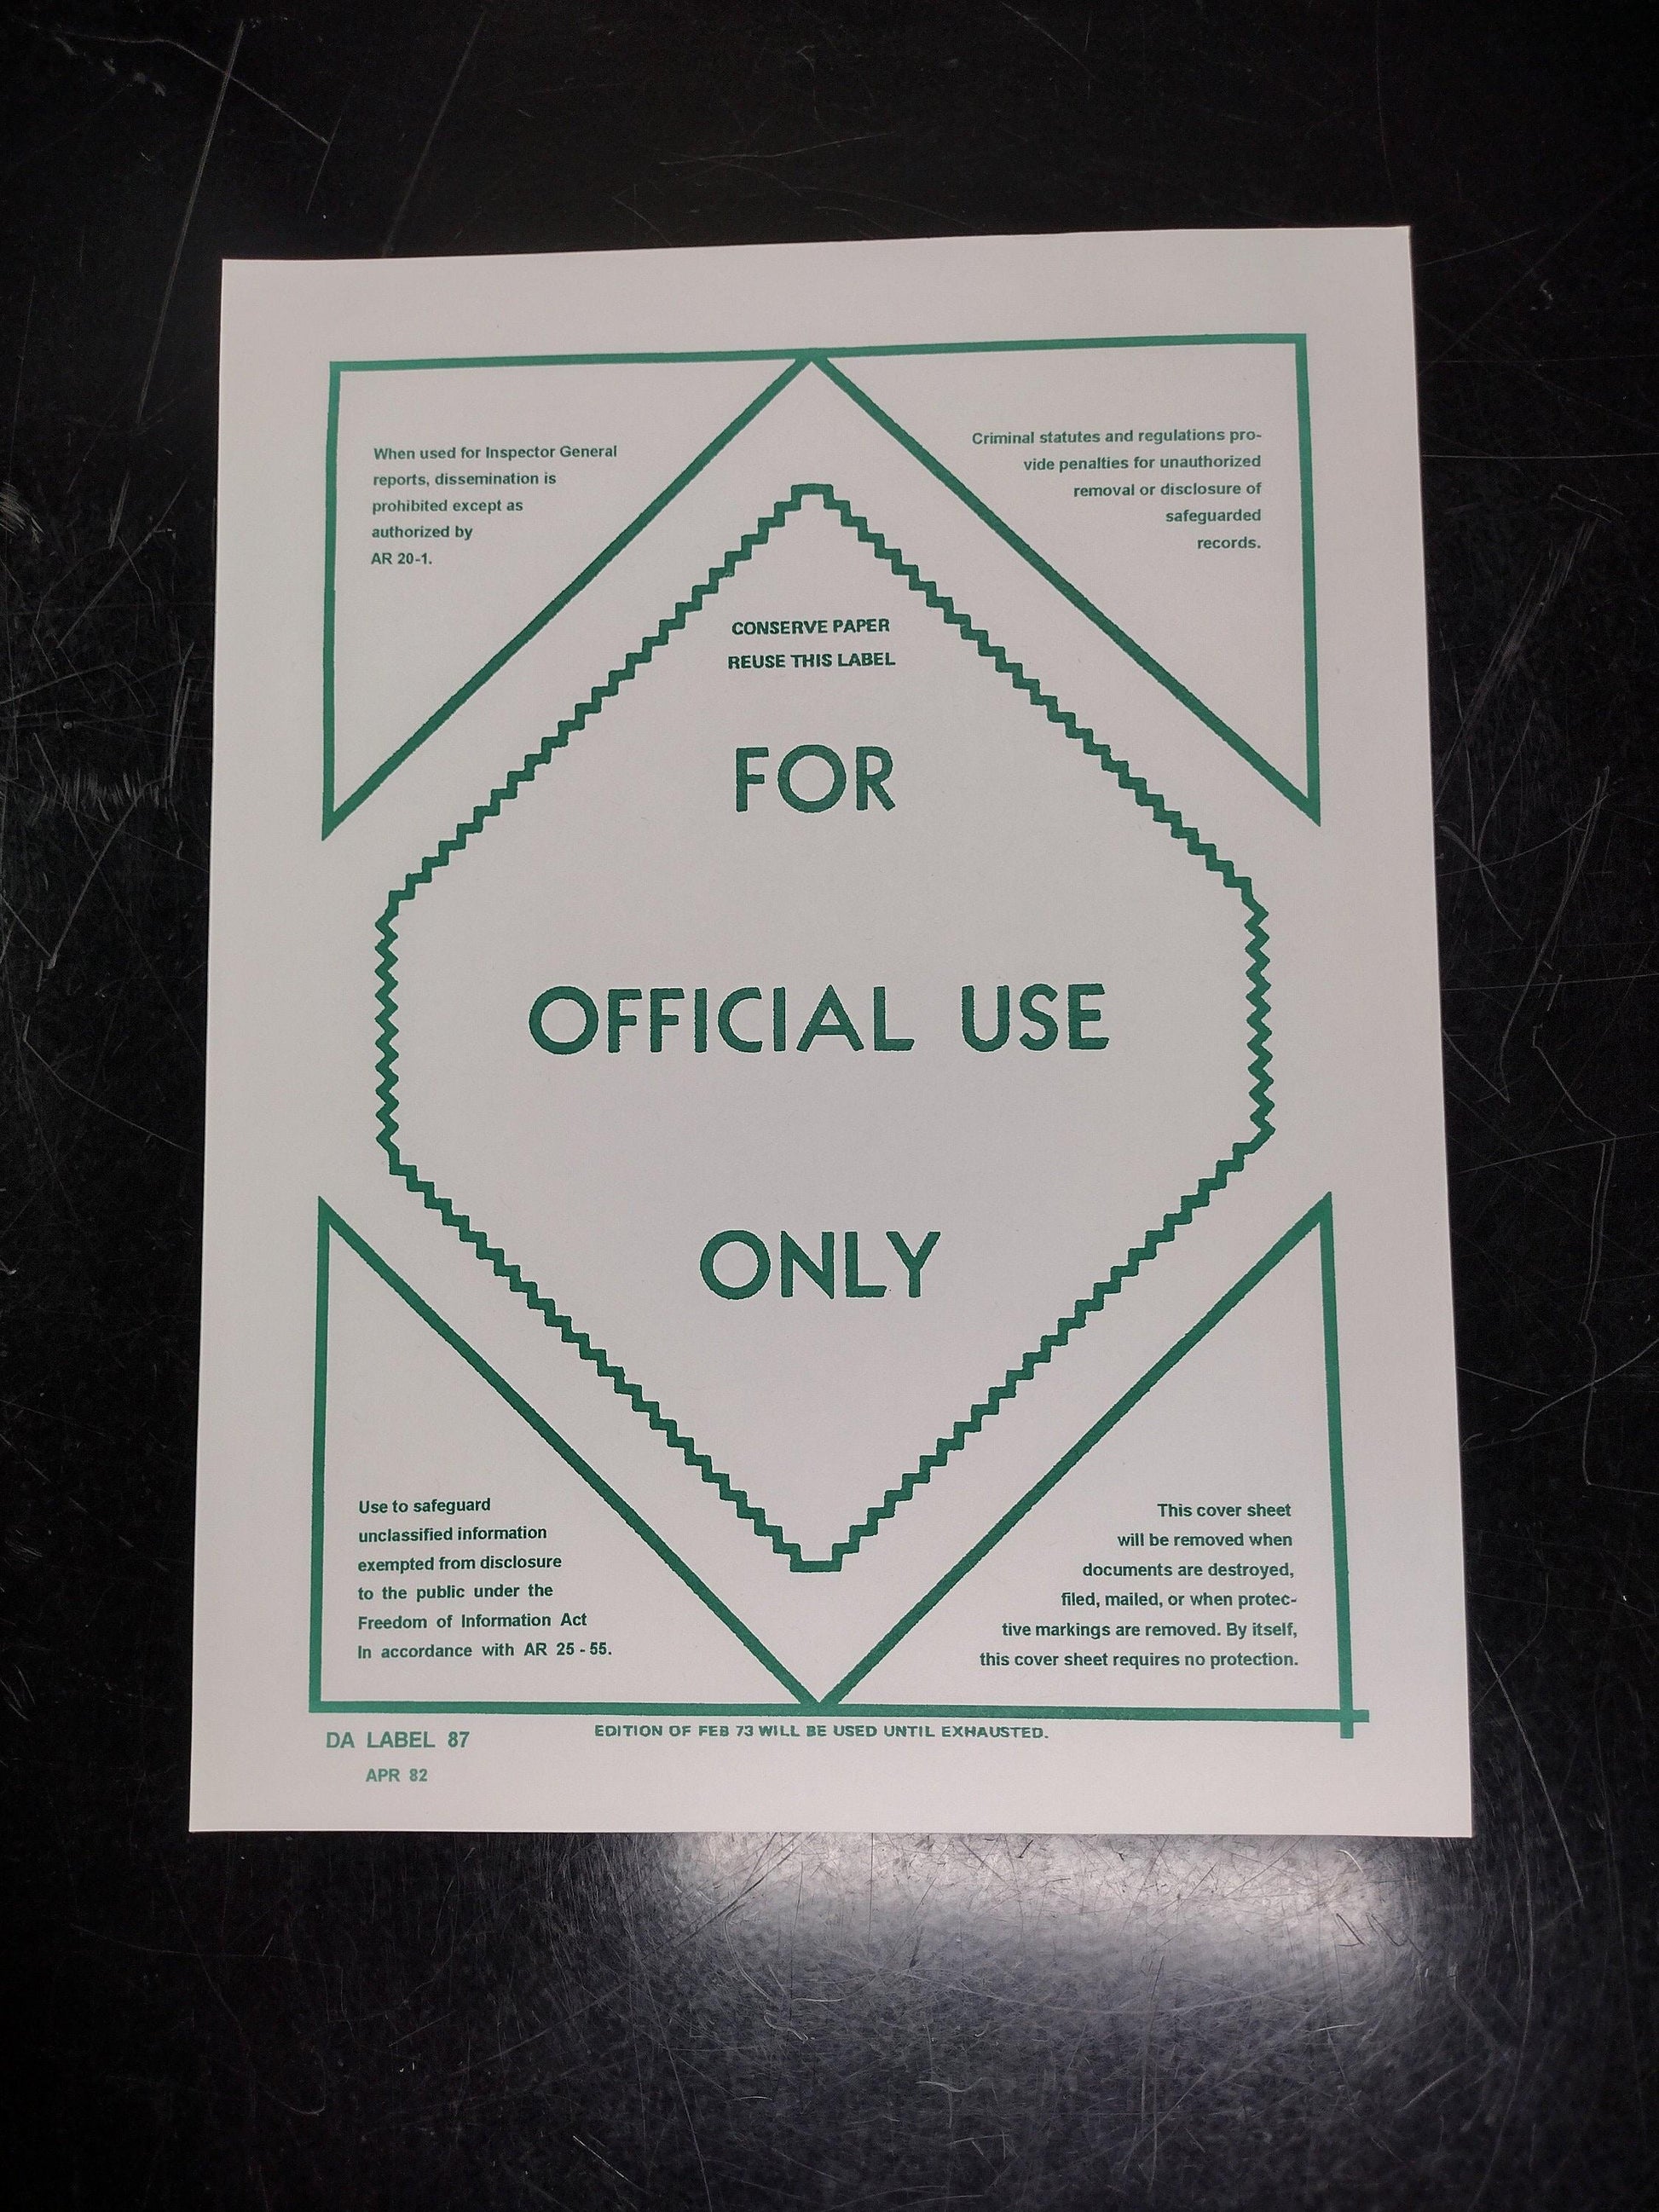 When used for Inspector General
reports, dissemination is
prohibited except as
authorized by
AR 20-1.
Criminal statutes and regulations pro-
vide penalties for unauthorized
removal or disclosure of
safeguarded
records.
CONSERVE PAPER
REUSE THIS LABEL
FOR
OFFICIAL USE
ONLY
Use to safeguard
unclassified information
exempted from disclosure
to the public under the
Freedom of Information Act
In accordance with AR 25-55.
This cover sheet
will be removed when
documents are destroyed,
filed, mailed, or when protec-
tive markings are removed. By itself,
this cover sheet requires no protection.
DA LABEL 87
APR 82
EDITION OF FEB 73 WILL BE USED UNTIL EXHAUSTED.